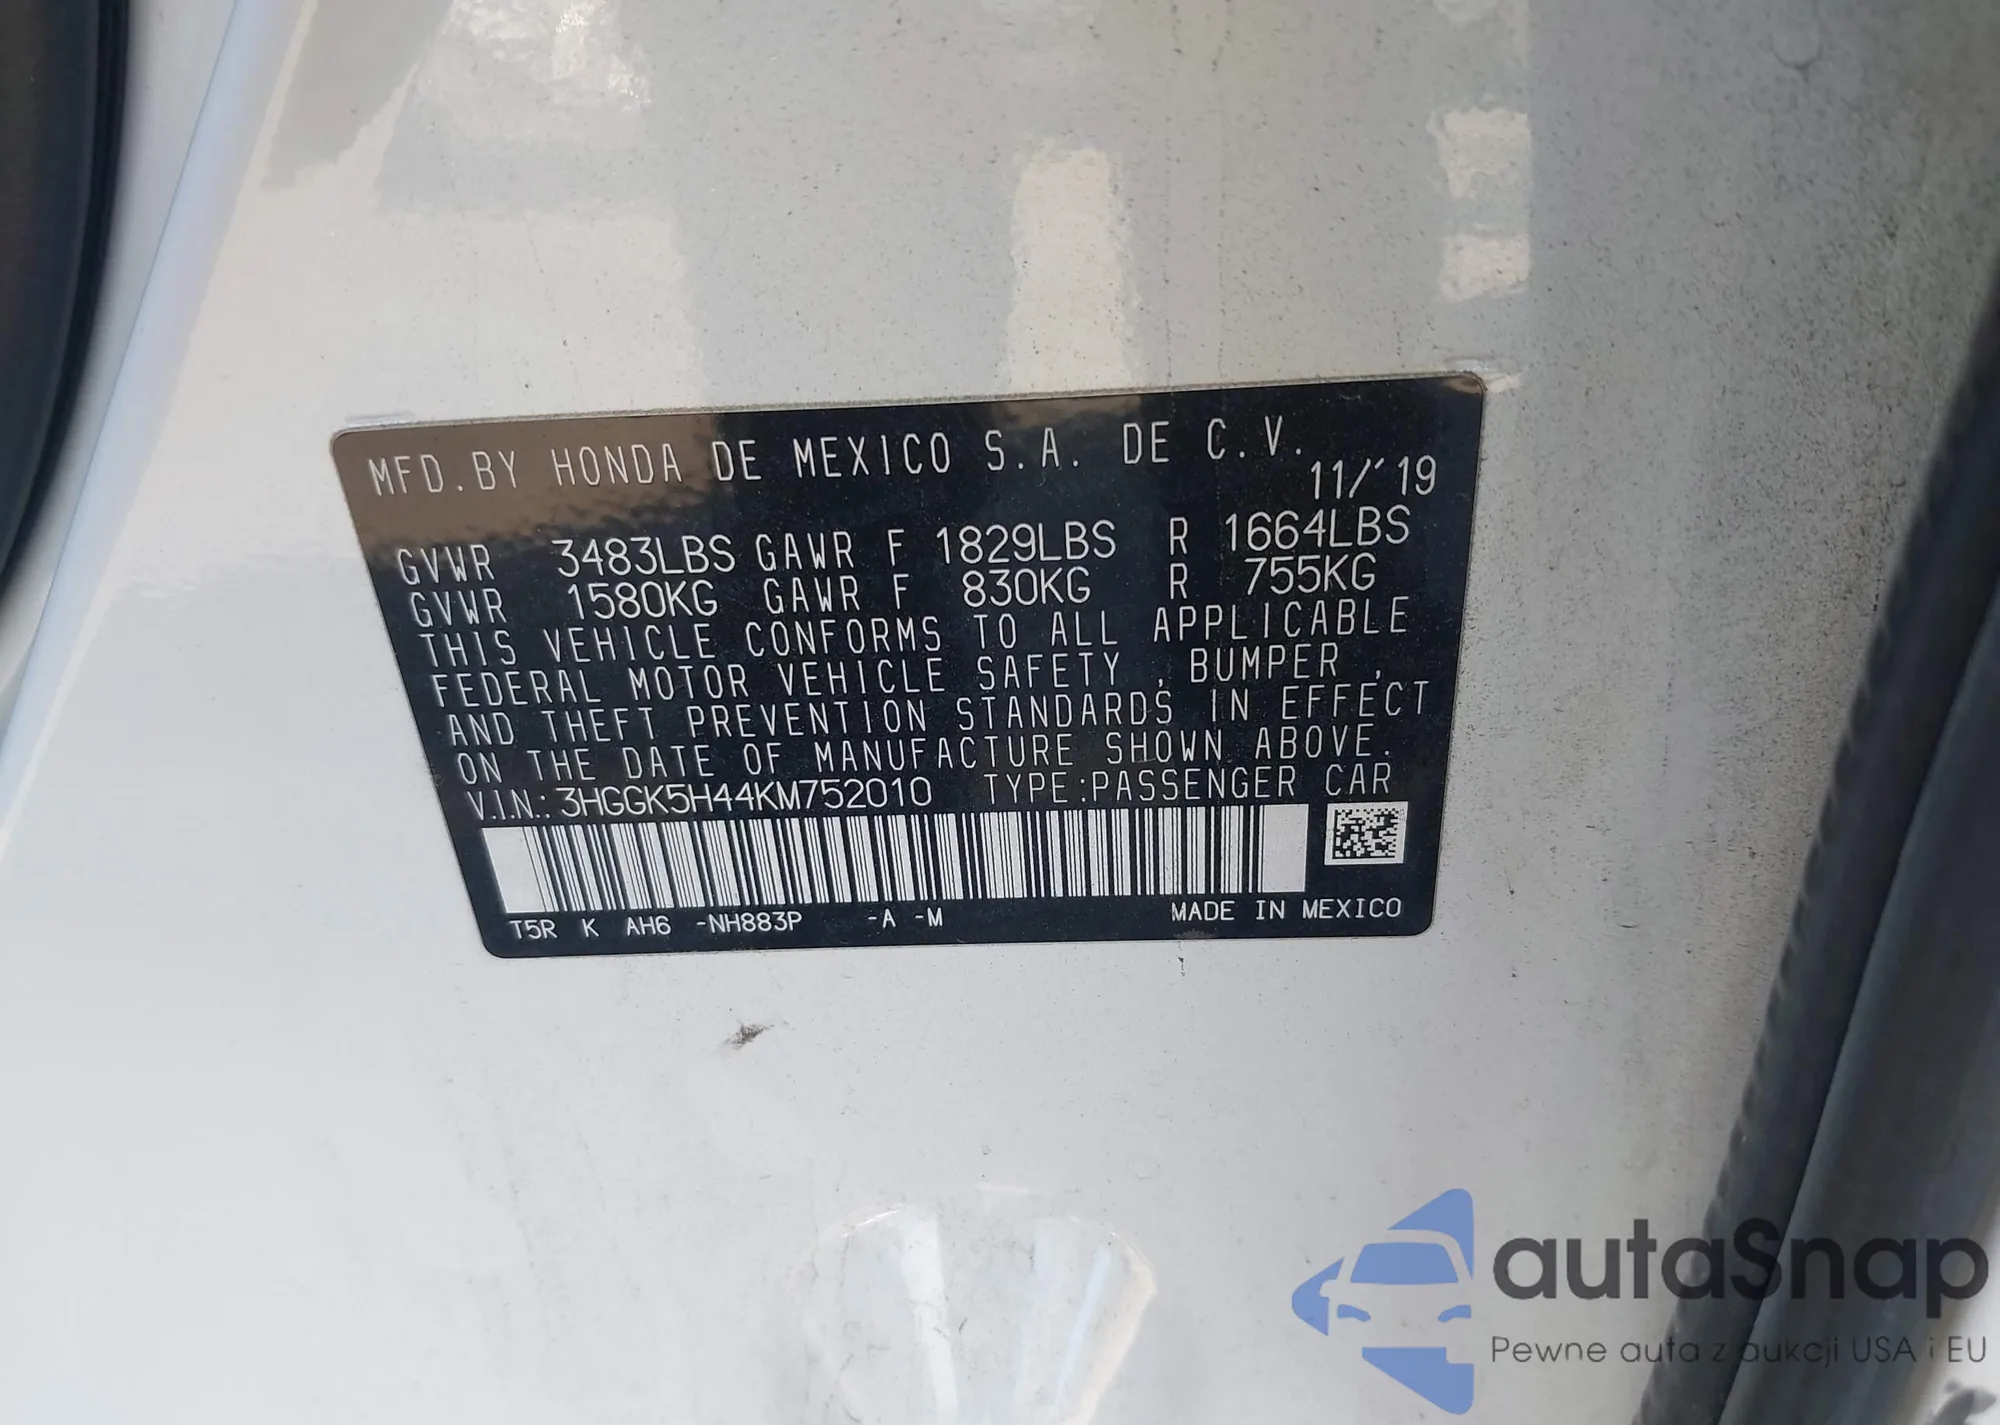 MFD.BY HONDA DE MEXICO S.A. DE C.V.
11/'19
GVWR 3483LBS GAWR F 1829LBS R 1664LBS
GVWR 1580KG GAWR F 830KG R 755KG
THIS VEHICLE CONFORMS TO ALL APPLICABLE
FEDERAL MOTOR VEHICLE SAFETY , BUMPER ,
AND THEFT PREVENTION STANDARDS IN EFFECT
ON THE DATE OF MANUFACTURE SHOWN ABOVE.
V.I.N.: 3HGGK5H44KM752010 TYPE:PASSENGER CAR
T5R K AH6 -NH883P -A -M MADE IN MEXICO
autaSnap
Pewne auta z aukcji USA i EU